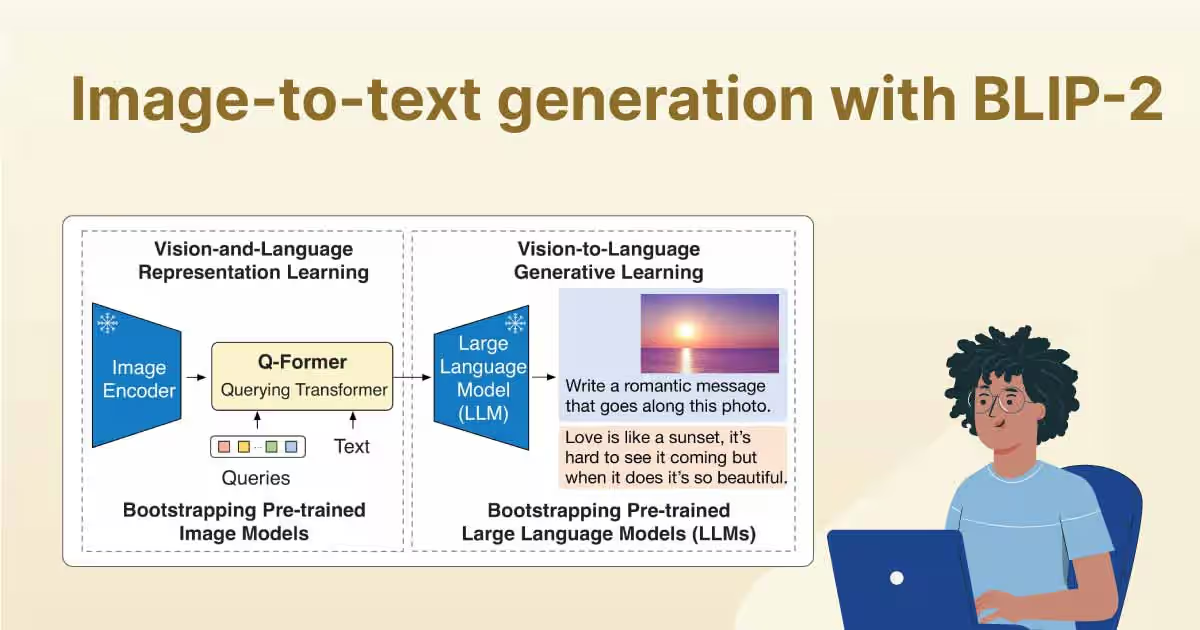 Image-to-text generation with BLIP-2
Vision-and-Language
Representation Learning
Image
Encoder
Q-Former
Querying Transformer
Queries
Text
Bootstrapping Pre-trained
Image Models
Vision-to-Language
Generative Learning
Large
Language
Model
(LLM)
Write a romantic message
that goes along this photo.
Love is like a sunset, it's
hard to see it coming but
when it does it's so beautiful.
Bootstrapping Pre-trained
Large Language Models (LLMs)